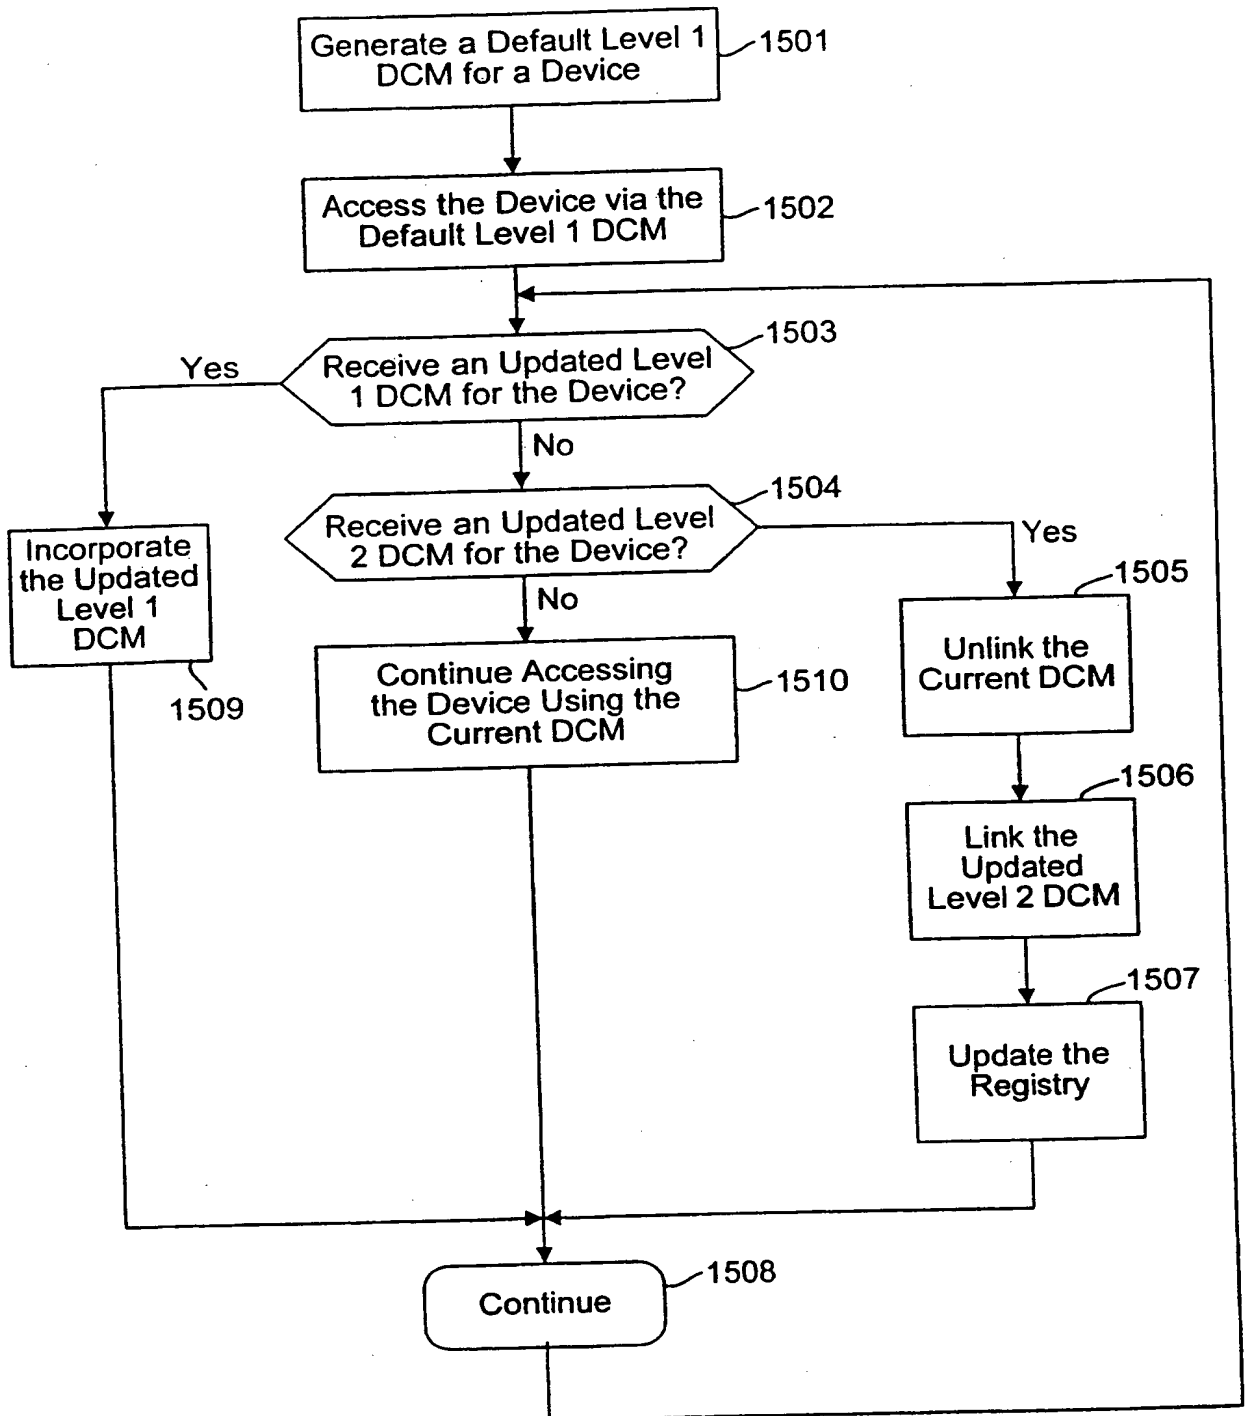 Generate a Default Level 1
DCM for a Device
1501
Access the Device via the
Default Level 1 DCM
1502
Receive an Updated Level
1 DCM for the Device?
1503
Yes
No
Receive an Updated Level
2 DCM for the Device?
1504
Yes
No
Incorporate
the Updated
Level 1
DCM
1509
Continue Accessing
the Device Using the
Current DCM
1510
Unlink the
Current DCM
1505
Link the
Updated
Level 2 DCM
1506
Update the
Registry
1507
Continue
1508